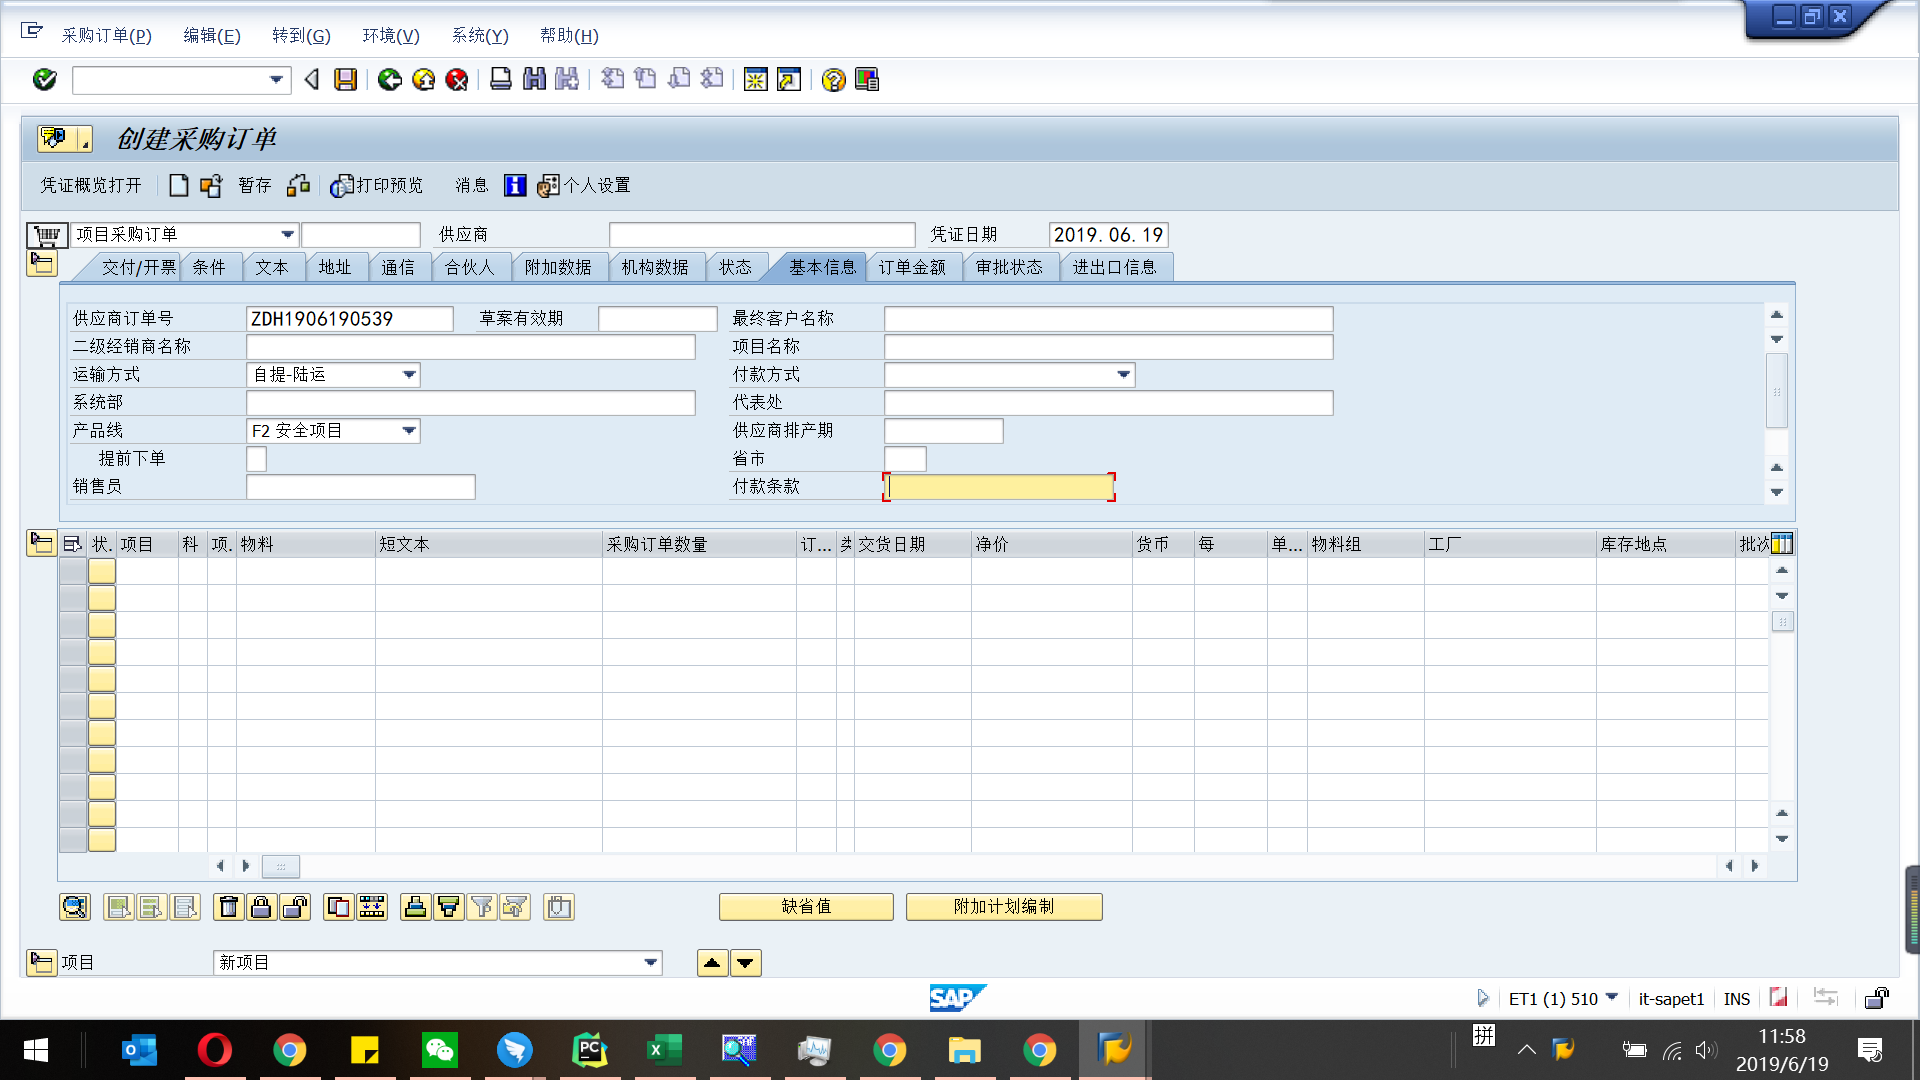 采购订单(P) 编辑(E) 转到(G) 环境(V) 系统(Y) 帮助(H)
创建采购订单
凭证概览打开 暂存 打印预览 消息 个人设置
项目采购订单 供应商 凭证日期 2019.06.19
交付/开票 条件 文本 地址 通信 合伙人 附加数据 机构数据 状态 基本信息 订单金额 审批状态 进出口信息
供应商订单号 ZDH1906190539 草案有效期 最终客户名称
二级经销商名称 项目名称
运输方式 自提-陆运 付款方式
系统部 代表处
产品线 F2 安全项目 供应商排产期
提前下单 省市
销售员 付款条款
状. 项目 科 项. 物料 短文本 采购订单数量 订... 交货日期 净价 货币 每 单... 物料组 工厂 库存地点 批次
缺省值 附加计划编制
项目 新项目
SAP ET1 (1) 510 it-sapet1 INS
拼 11:58
2019/6/19